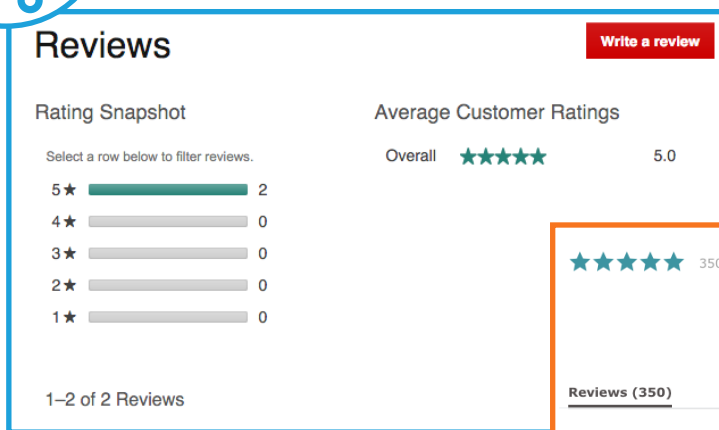 Reviews
Write a review
Rating Snapshot
Average Customer Ratings
Select a row below to filter reviews.
Overall ★★★★★ 5.0
5★ 2
4★ 0
3★ 0
2★ 0
1★ 0
★★★★★ 350
1–2 of 2 Reviews
Reviews (350)